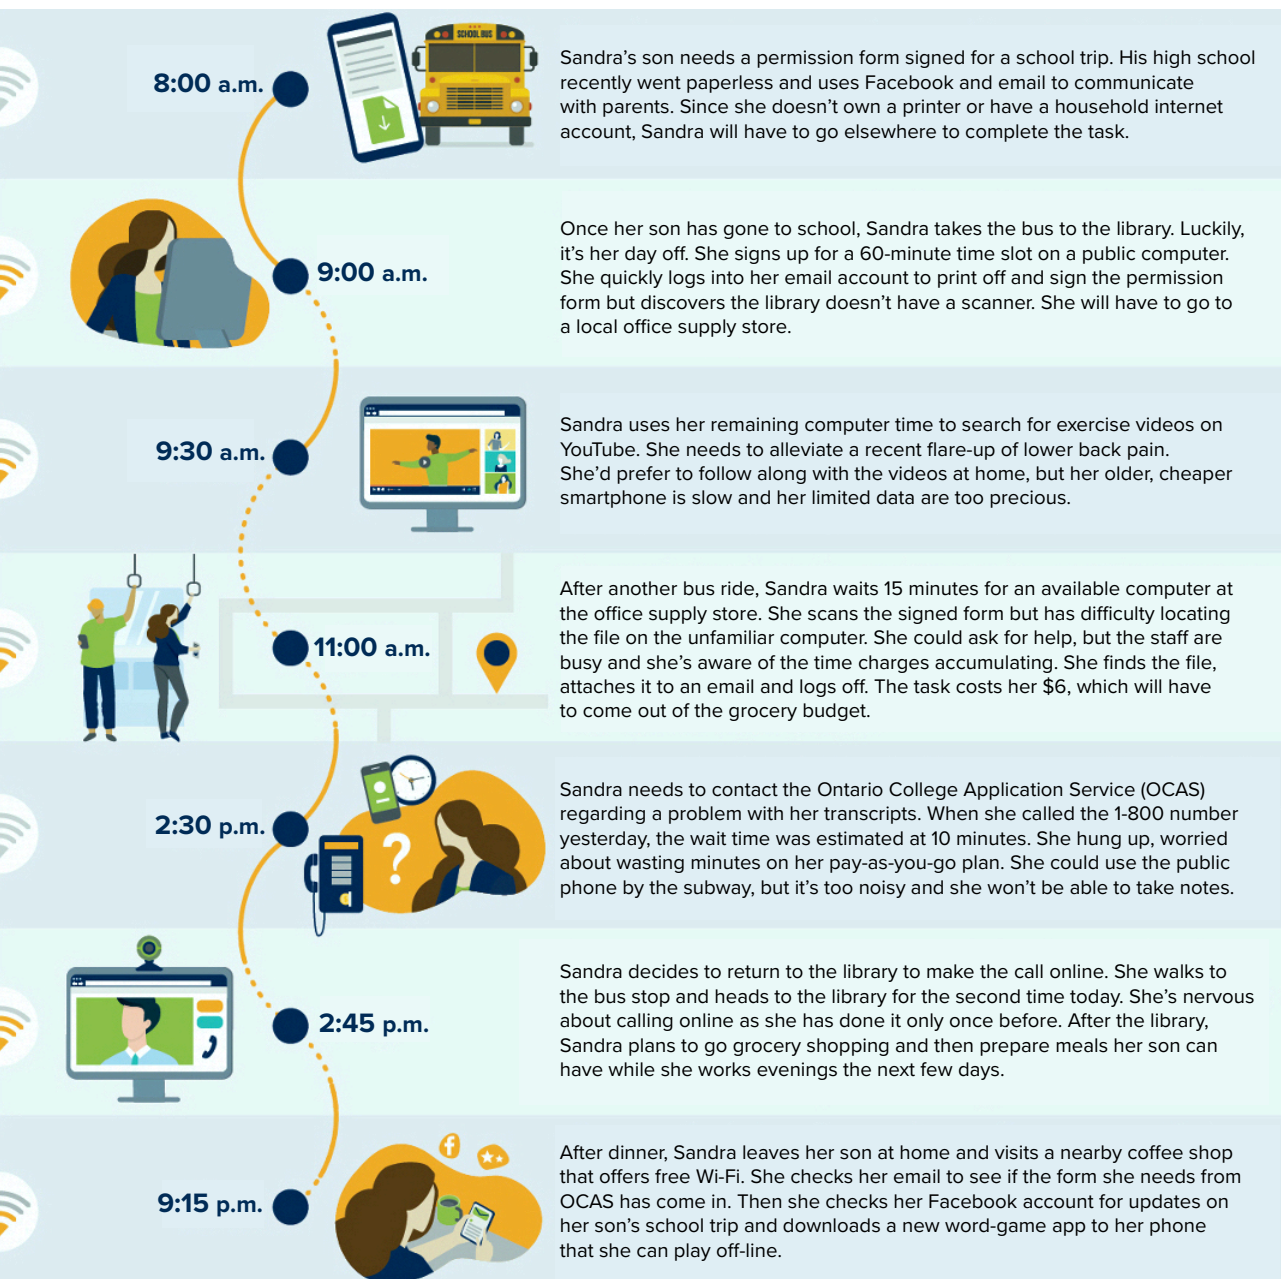 SCHOOL BUS
8:00 a.m.
Sandra’s son needs a permission form signed for a school trip. His high school
recently went paperless and uses Facebook and email to communicate
with parents. Since she doesn’t own a printer or have a household internet
account, Sandra will have to go elsewhere to complete the task.
9:00 a.m.
Once her son has gone to school, Sandra takes the bus to the library. Luckily,
it’s her day off. She signs up for a 60-minute time slot on a public computer.
She quickly logs into her email account to print off and sign the permission
form but discovers the library doesn’t have a scanner. She will have to go to
a local office supply store.
9:30 a.m.
Sandra uses her remaining computer time to search for exercise videos on
YouTube. She needs to alleviate a recent flare-up of lower back pain.
She’d prefer to follow along with the videos at home, but her older, cheaper
smartphone is slow and her limited data are too precious.
11:00 a.m.
After another bus ride, Sandra waits 15 minutes for an available computer at
the office supply store. She scans the signed form but has difficulty locating
the file on the unfamiliar computer. She could ask for help, but the staff are
busy and she’s aware of the time charges accumulating. She finds the file,
attaches it to an email and logs off. The task costs her $6, which will have
to come out of the grocery budget.
2:30 p.m.
?
Sandra needs to contact the Ontario College Application Service (OCAS)
regarding a problem with her transcripts. When she called the 1-800 number
yesterday, the wait time was estimated at 10 minutes. She hung up, worried
about wasting minutes on her pay-as-you-go plan. She could use the public
phone by the subway, but it’s too noisy and she won’t be able to take notes.
2:45 p.m.
Sandra decides to return to the library to make the call online. She walks to
the bus stop and heads to the library for the second time today. She’s nervous
about calling online as she has done it only once before. After the library,
Sandra plans to go grocery shopping and then prepare meals her son can
have while she works evenings the next few days.
9:15 p.m.
f
After dinner, Sandra leaves her son at home and visits a nearby coffee shop
that offers free Wi-Fi. She checks her email to see if the form she needs from
OCAS has come in. Then she checks her Facebook account for updates on
her son’s school trip and downloads a new word-game app to her phone
that she can play off-line.